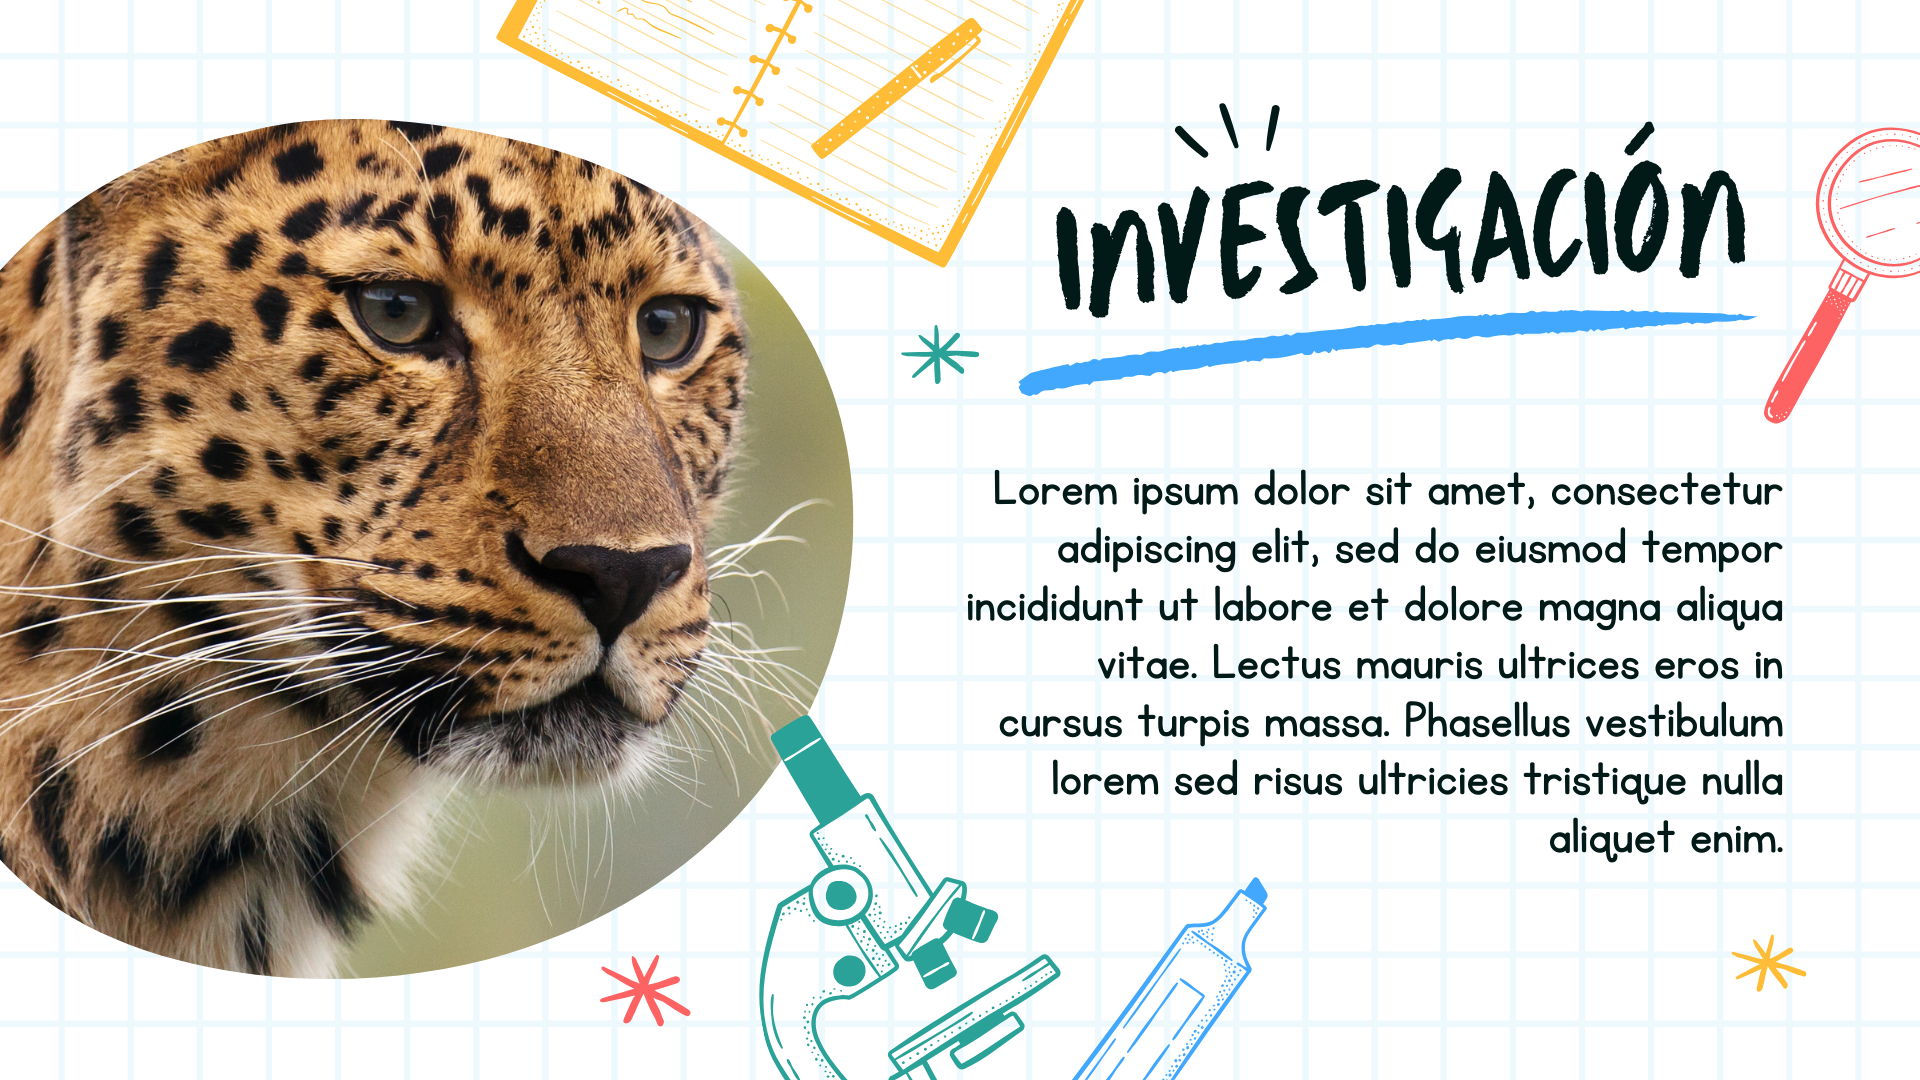 INVESTIGACIÓN
Lorem ipsum dolor sit amet, consectetur
adipiscing elit, sed do eiusmod tempor
incididunt ut labore et dolore magna aliqua
vitae. Lectus mauris ultrices eros in
cursus turpis massa. Phasellus vestibulum
lorem sed risus ultricies tristique nulla
aliquet enim.